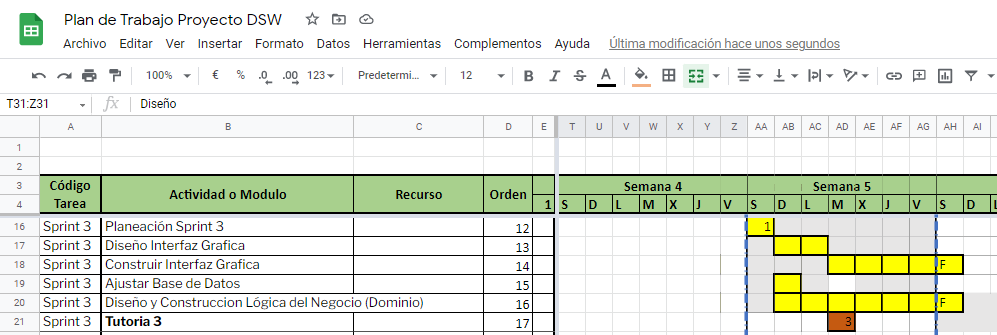 Plan de Trabajo Proyecto DSW
Archivo Editar Ver Insertar Formato Datos Herramientas Complementos Ayuda Última modificación hace unos segundos
100% € % .0 .00 123 Predetermi... 12 B I S A
T31:Z31 fx Diseño
A B C D E T U V W X Y Z AA AB AC AD AE AF AG AH AI
1
2
3 Código Tarea Actividad o Modulo Recurso Orden Semana 4 Semana 5
4 1 S D L M X J V S D L M X J V S D L
16 Sprint 3 Planeación Sprint 3 12 1
17 Sprint 3 Diseño Interfaz Grafica 13
18 Sprint 3 Construir Interfaz Grafica 14 F
19 Sprint 3 Ajustar Base de Datos 15
20 Sprint 3 Diseño y Construccion Lógica del Negocio (Dominio) 16 F
21 Sprint 3 Tutoria 3 17 3